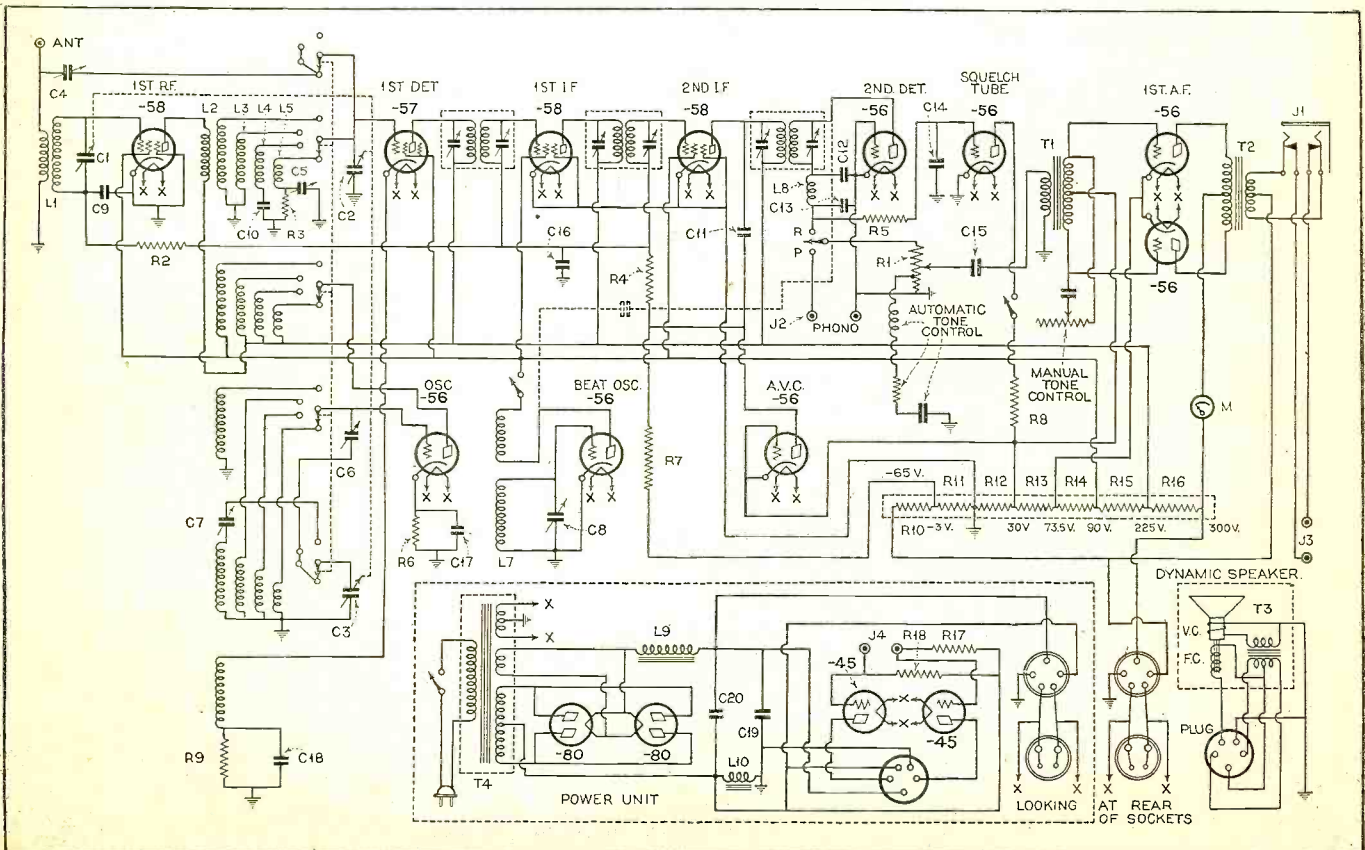 ANT
C4
1ST RF.
-58
L2
L3
L4
L5
1ST DET
-57
1ST I F
-58
2ND I.F
-58
2ND. DET.
-56
C14
SQUELCH
TUBE
-56
1ST. A.F.
-56
J1
T1
T2
C1
C9
L1
C5
C10
R3
C2
X X
R2
C16
R4
C11
L8
C12
C13
R
P
R5
R1
C15
J2
PHONO
AUTOMATIC
TONE
CONTROL
-56
MANUAL
TONE
CONTROL
M
OSC
-56
BEAT OSC.
-56
A.V.C.
-56
R8
C6
C7
R7
X X
X X
X X
-65 V.
R11
R12
R13
R14
R15
R16
R10
-3 V.
30 V
73.5V.
90 V.
225 V.
300 V.
J3
R6
C17
L7
C8
C3
DYNAMIC SPEAKER.
T3
V.C.
F.C.
PLUG
X
X
L9
J4
R18
R17
-45
X
X
-45
C20
C19
-80
-80
L10
T4
POWER UNIT
R9
C18
X X
LOOKING
X X
AT REAR
OF SOCKETS